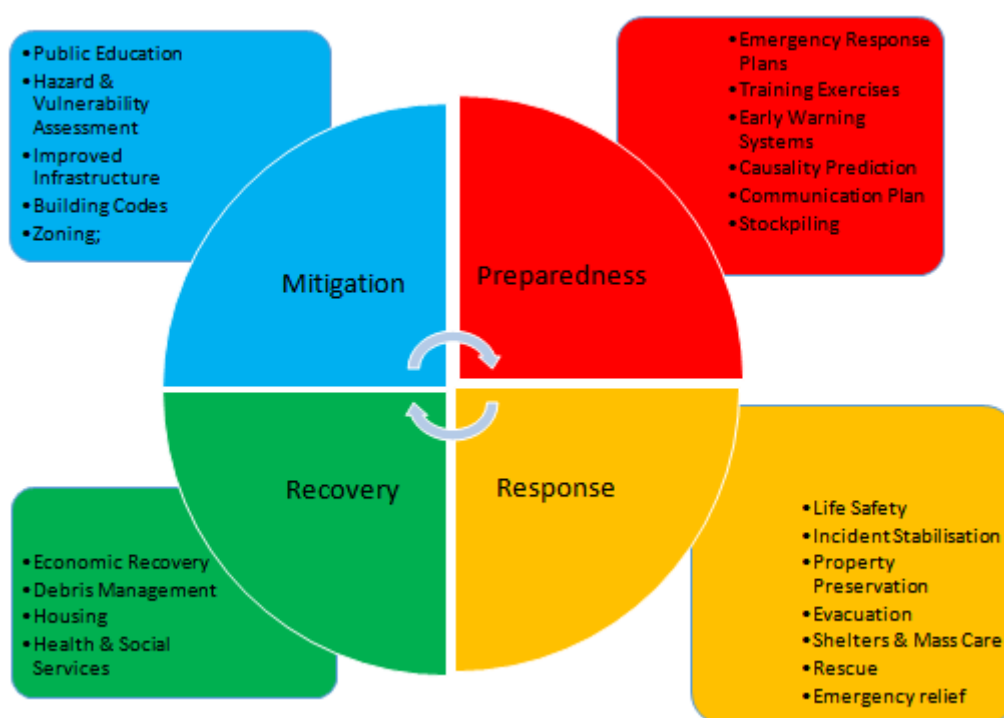 •Public Education
•Hazard &
Vulnerability
Assessment
•Improved
Infrastructure
•Building Codes
•Zoning;
•Emergency Response
Plans
•Training Exercises
•Early Warning
Systems
•Causality Prediction
•Communication Plan
•Stockpiling
Mitigation
Preparedness
Recovery
Response
•Economic Recovery
•Debris Management
•Housing
•Health & Social
Services
•Life Safety
•Incident Stabilisation
•Property
Preservation
•Evacuation
•Shelters & Mass Care
•Rescue
•Emergency relief